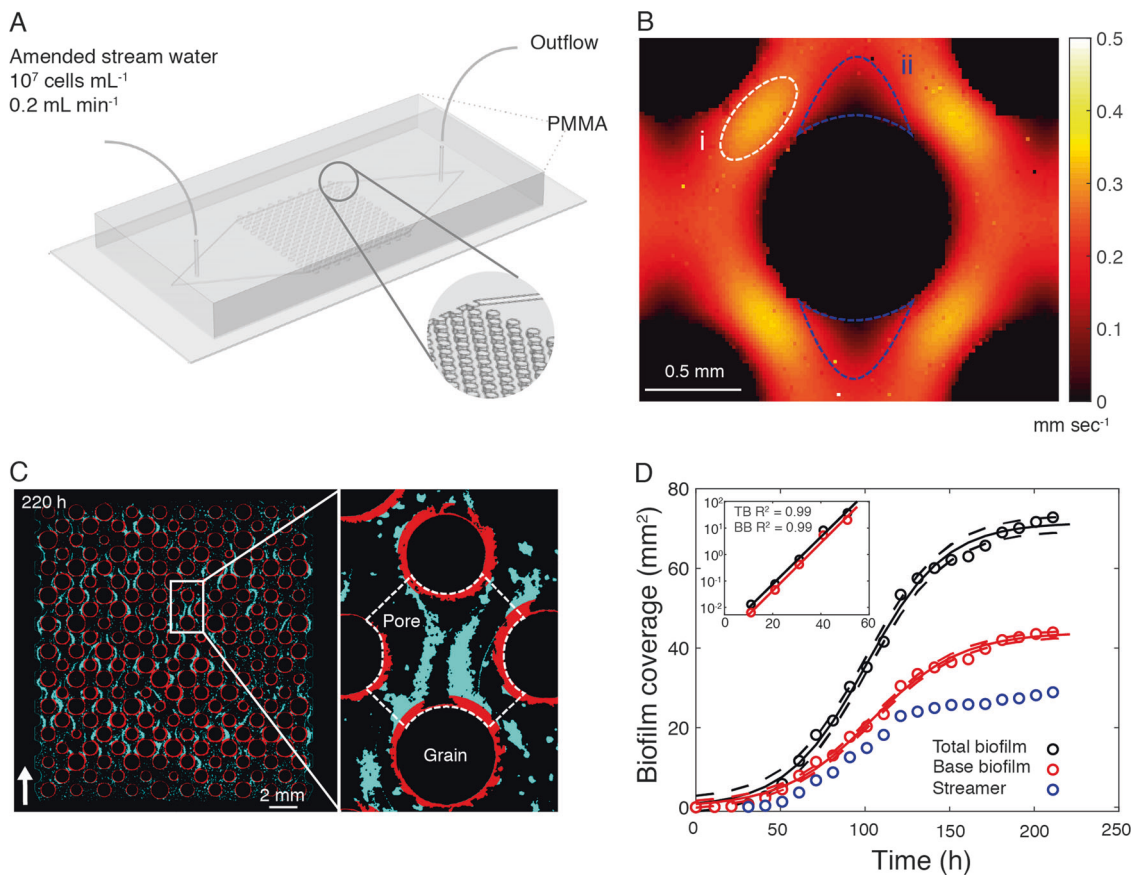 A
Amended stream water
10⁷ cells mL⁻¹
0.2 mL min⁻¹
Outflow
PMMA
B
i
ii
0.5 mm
0.5
0.4
0.3
0.2
0.1
0
mm sec⁻¹
C
220 h
2 mm
Pore
Grain
D
Biofilm coverage (mm²)
80
60
40
20
0
TB R² = 0.99
BB R² = 0.99
10²
10¹
10⁰
10⁻¹
10⁻²
0 20 40 60
Total biofilm
Base biofilm
Streamer
0 50 100 150 200 250
Time (h)